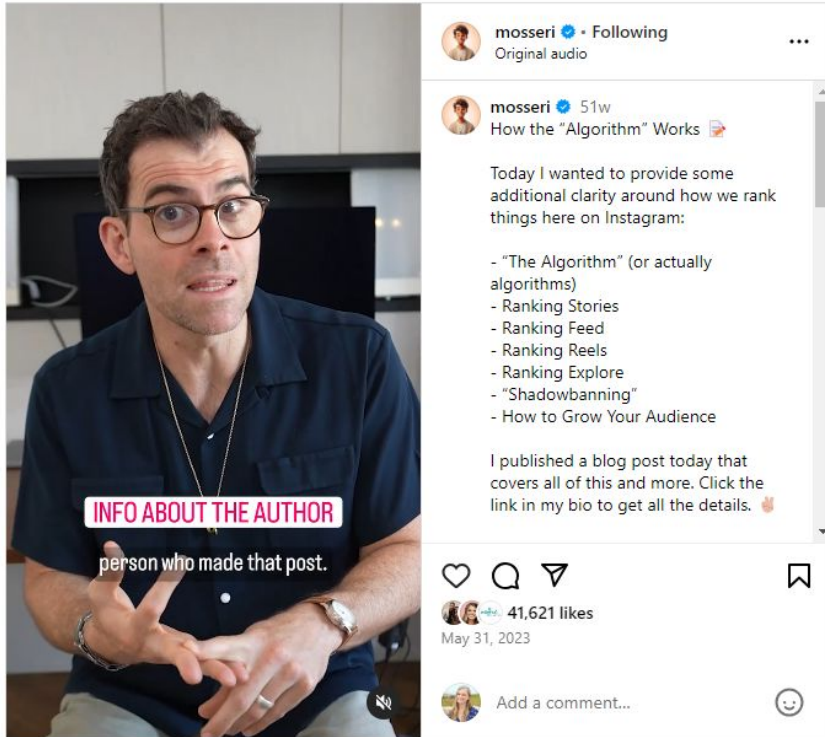 INFO ABOUT THE AUTHOR
person who made that post.
mosseri • Following
Original audio
mosseri 51w
How the “Algorithm” Works 📝
Today I wanted to provide some
additional clarity around how we rank
things here on Instagram:
- “The Algorithm” (or actually
algorithms)
- Ranking Stories
- Ranking Feed
- Ranking Reels
- Ranking Explore
- “Shadowbanning”
- How to Grow Your Audience
I published a blog post today that
covers all of this and more. Click the
link in my bio to get all the details. ✌🏼
41,621 likes
May 31, 2023
Add a comment...